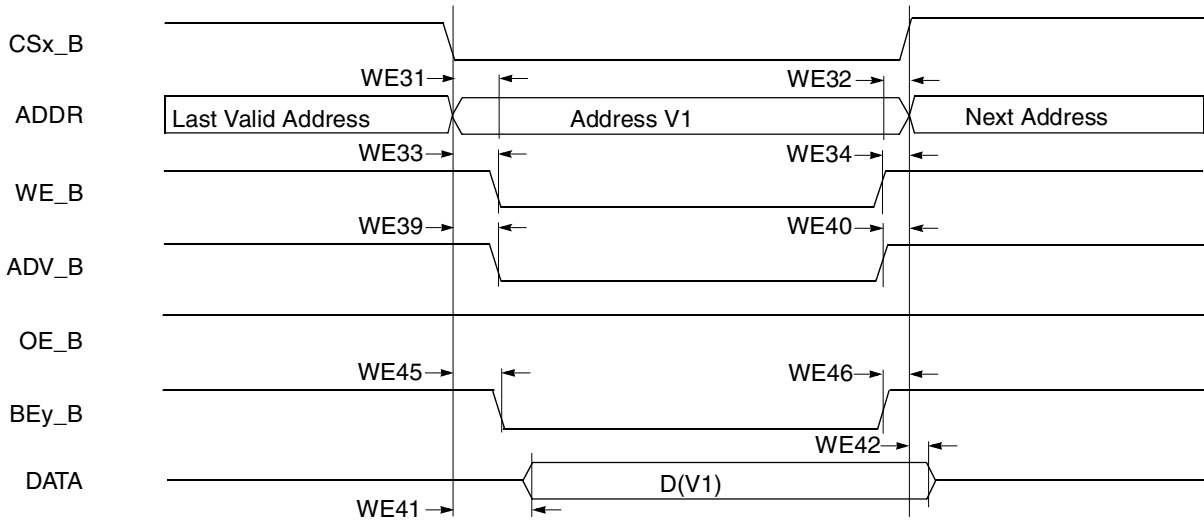 CSx_B
WE31
WE32
ADDR
Last Valid Address
Address V1
Next Address
WE33
WE34
WE_B
WE39
WE40
ADV_B
OE_B
WE45
WE46
BEy_B
WE42
DATA
D(V1)
WE41